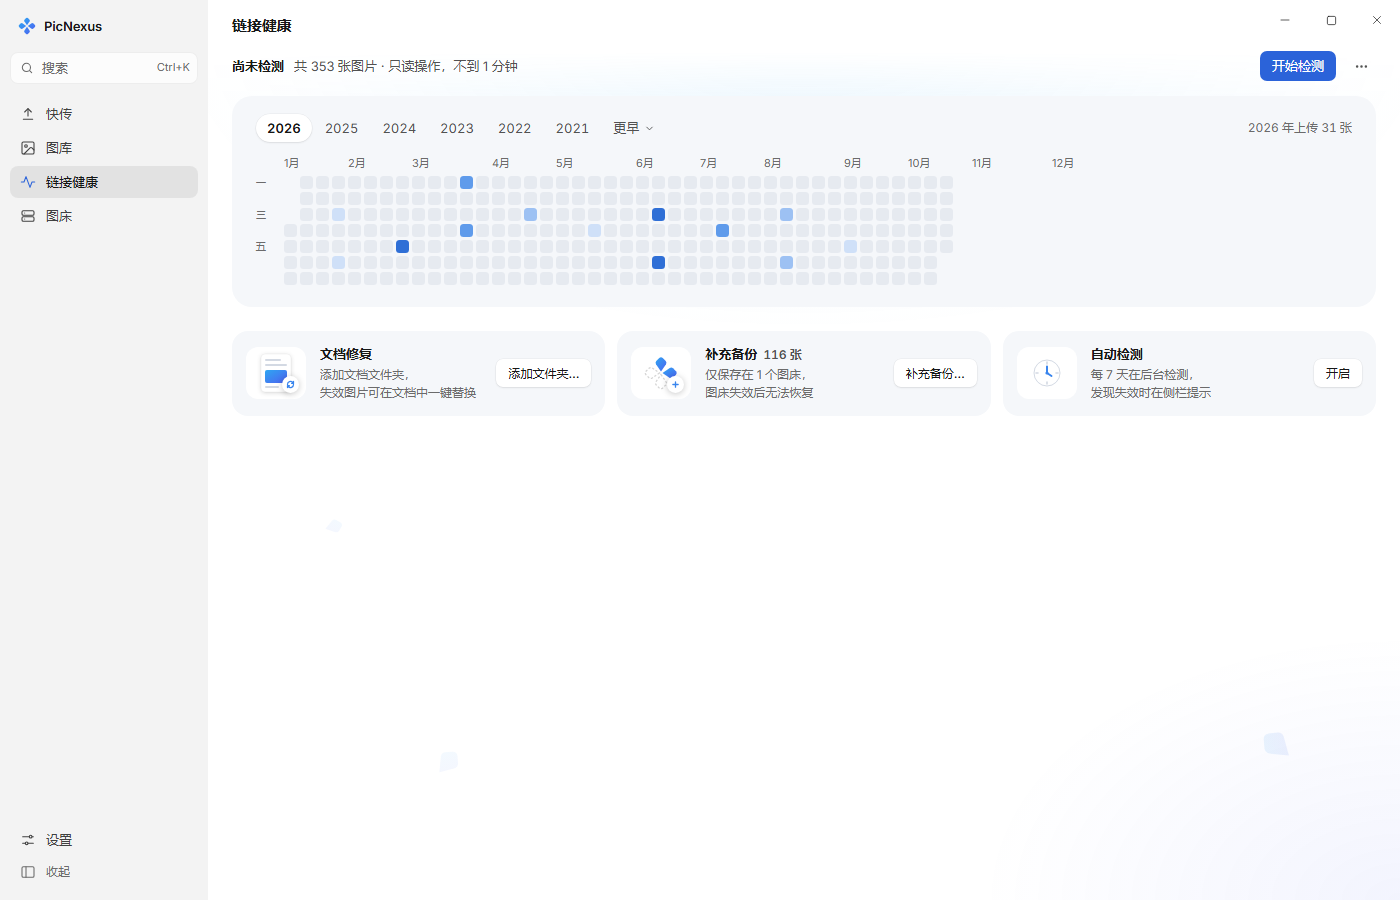 PicNexus
搜索 Ctrl+K
快传
图库
链接健康
图床
设置
收起
链接健康
尚未检测 共 353 张图片 · 只读操作，不到 1 分钟
开始检测
2026 2025 2024 2023 2022 2021 更早
2026 年上传 31 张
1月 2月 3月 4月 5月 6月 7月 8月 9月 10月 11月 12月
一
三
五
文档修复
添加文档文件夹，
失效图片可在文档中一键替换
添加文件夹...
补充备份 116 张
仅保存在 1 个图床，
图床失效后无法恢复
补充备份...
自动检测
每 7 天在后台检测，
发现失效时在侧栏提示
开启